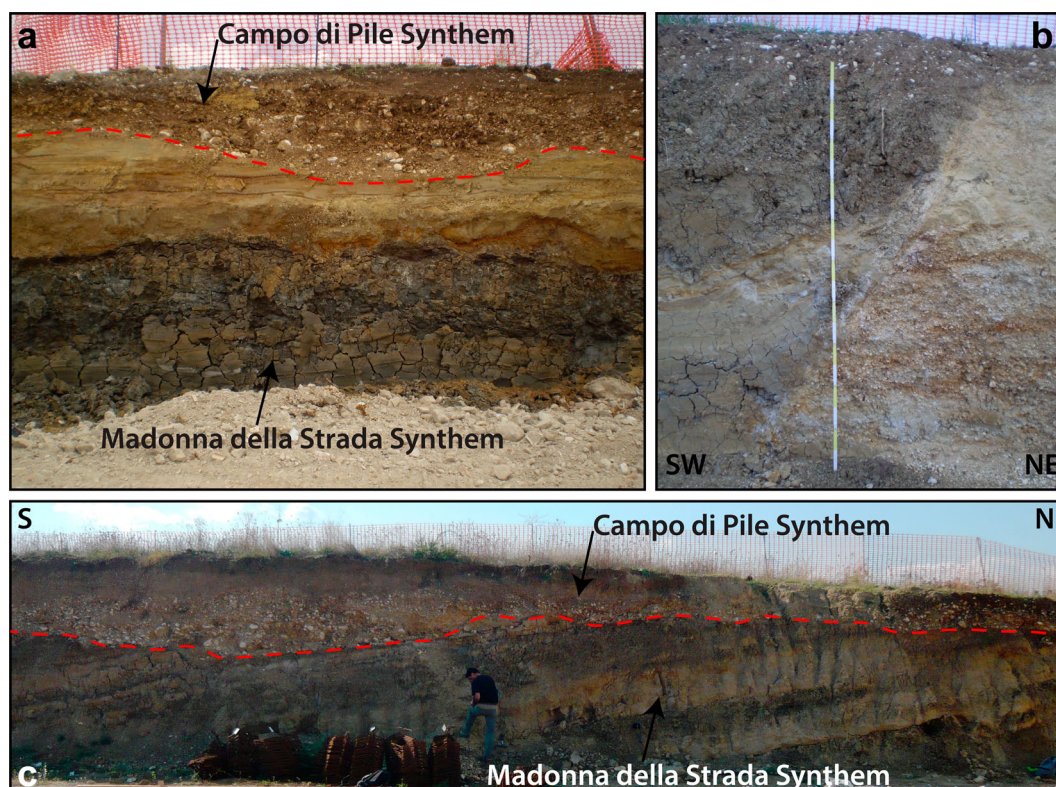 a
Campo di Pile Synthem
Madonna della Strada Synthem
b
SW
NE
S
N
Campo di Pile Synthem
Madonna della Strada Synthem
c